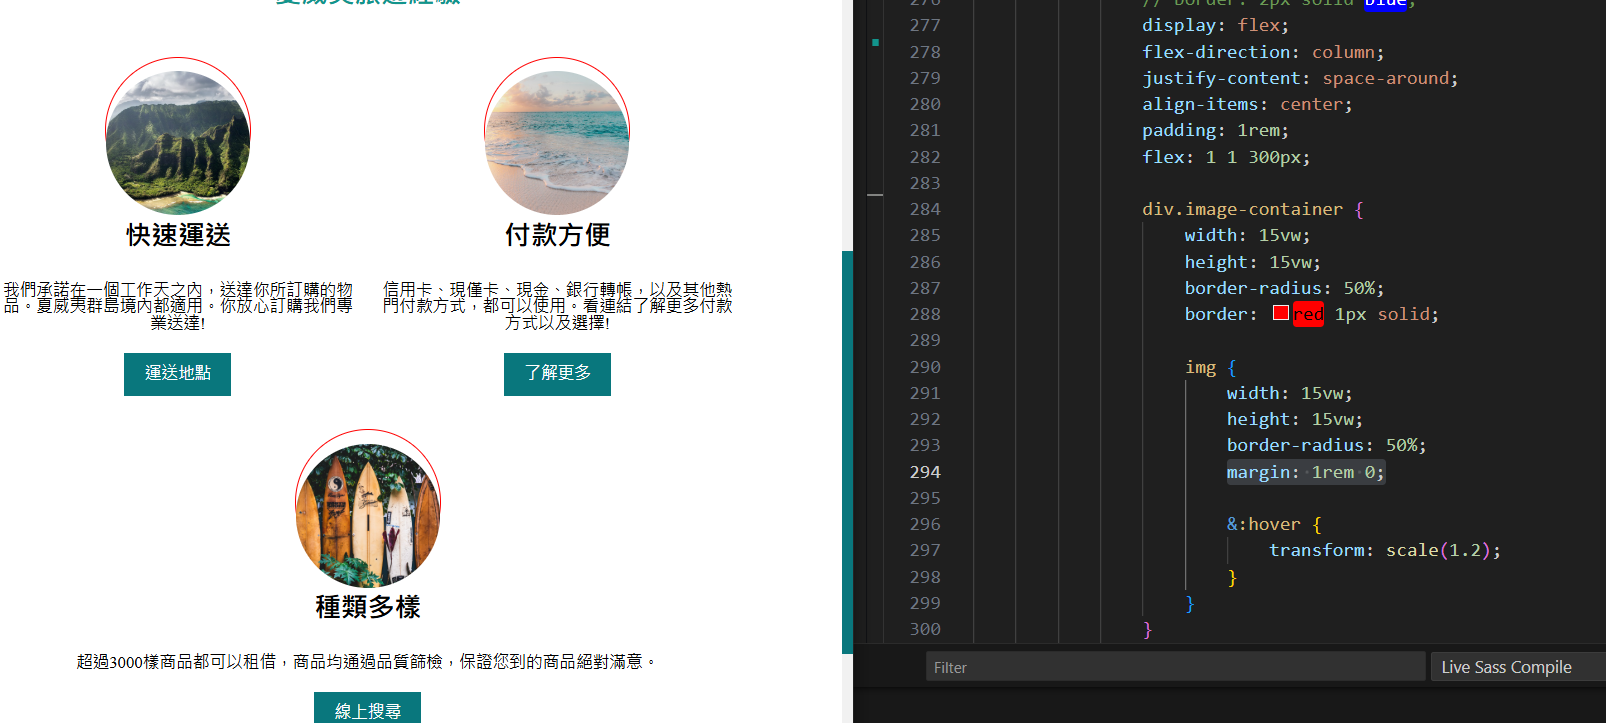 夏威夷旅遊經驗
快速運送
付款方便
我們承諾在一個工作天之內，送達你所訂購的物
品。夏威夷群島境內都適用。你放心訂購我們專
業送達!
信用卡、現僅卡、現金、銀行轉帳，以及其他熱
門付款方式，都可以使用。看連結了解更多付款
方式以及選擇!
運送地點
了解更多
種類多樣
超過3000樣商品都可以租借，商品均通過品質篩檢，保證您到的商品絕對滿意。
線上搜尋
276 // border: 2px solid blue;
277 display: flex;
278 flex-direction: column;
279 justify-content: space-around;
280 align-items: center;
281 padding: 1rem;
282 flex: 1 1 300px;
283
284 div.image-container {
285 width: 15vw;
286 height: 15vw;
287 border-radius: 50%;
288 border: red 1px solid;
289
290 img {
291 width: 15vw;
292 height: 15vw;
293 border-radius: 50%;
294 margin: 1rem 0;
295
296 &:hover {
297 transform: scale(1.2);
298 }
299 }
300 }
Filter
Live Sass Compile